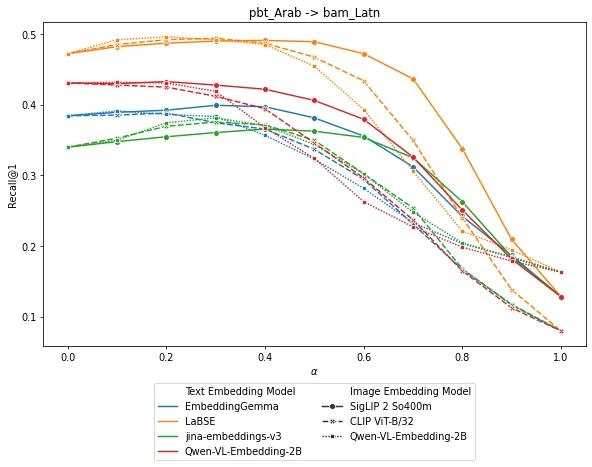 pbt_Arab -> bam_Latn
Recall@1
0.5
0.4
0.3
0.2
0.1
0.0 0.2 0.4 0.6 0.8 1.0
α
Text Embedding Model Image Embedding Model
EmbeddingGemma SigLIP 2 So400m
LaBSE CLIP ViT-B/32
jina-embeddings-v3 Qwen-VL-Embedding-2B
Qwen-VL-Embedding-2B